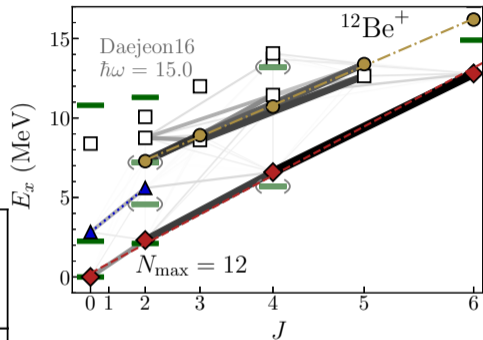 ¹²Be⁺
Daejeon16
ℏω = 15.0
N_max = 12
E_x (MeV)
15
10
5
0
0 1 2 3 4 5 6
J